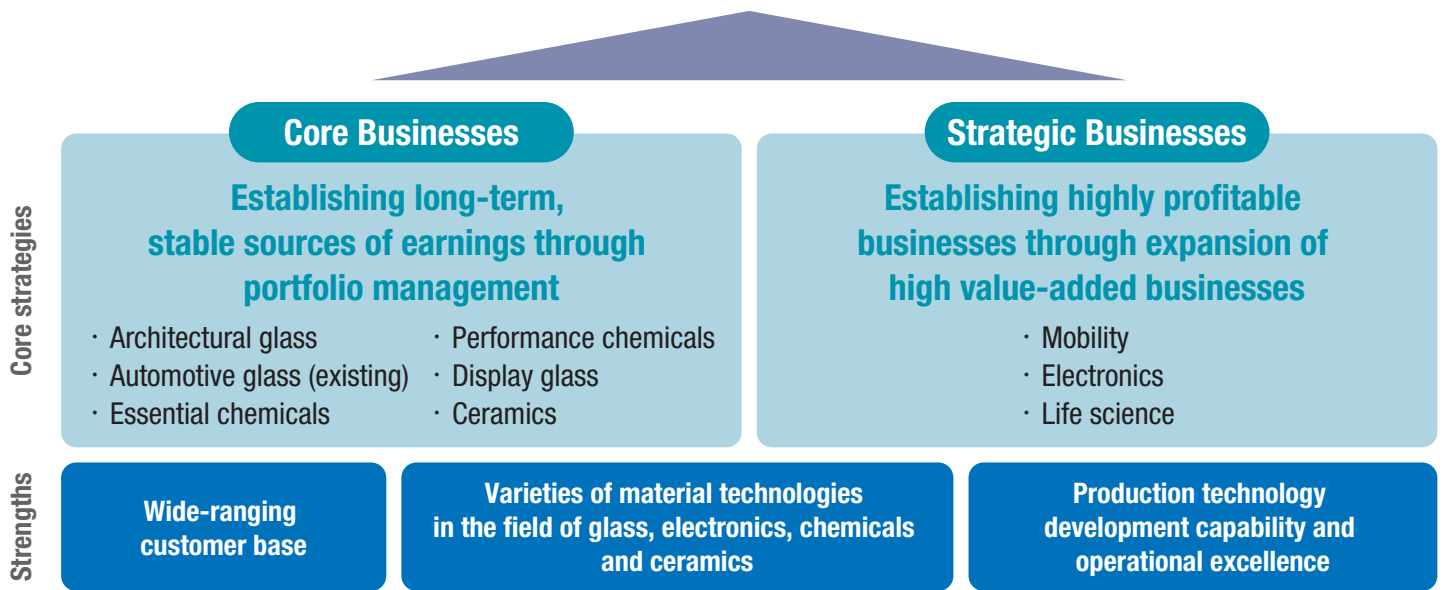 Core strategies
Core Businesses
Establishing long-term,
stable sources of earnings through
portfolio management
· Architectural glass
· Automotive glass (existing)
· Essential chemicals
· Performance chemicals
· Display glass
· Ceramics
Strategic Businesses
Establishing highly profitable
businesses through expansion of
high value-added businesses
· Mobility
· Electronics
· Life science
Strengths
Wide-ranging
customer base
Varieties of material technologies
in the field of glass, electronics, chemicals
and ceramics
Production technology
development capability and
operational excellence